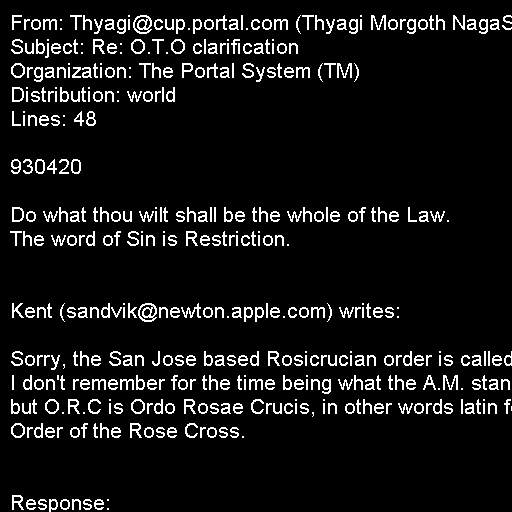 From: Thyagi@cup.portal.com (Thyagi Morgoth NagaS
Subject: Re: O.T.O clarification
Organization: The Portal System (TM)
Distribution: world
Lines: 48

930420

Do what thou wilt shall be the whole of the Law.
The word of Sin is Restriction.

Kent (sandvik@newton.apple.com) writes:

Sorry, the San Jose based Rosicrucian order is called
I don't remember for the time being what the A.M. stan
but O.R.C is Ordo Rosae Crucis, in other words latin f
Order of the Rose Cross.

Response: